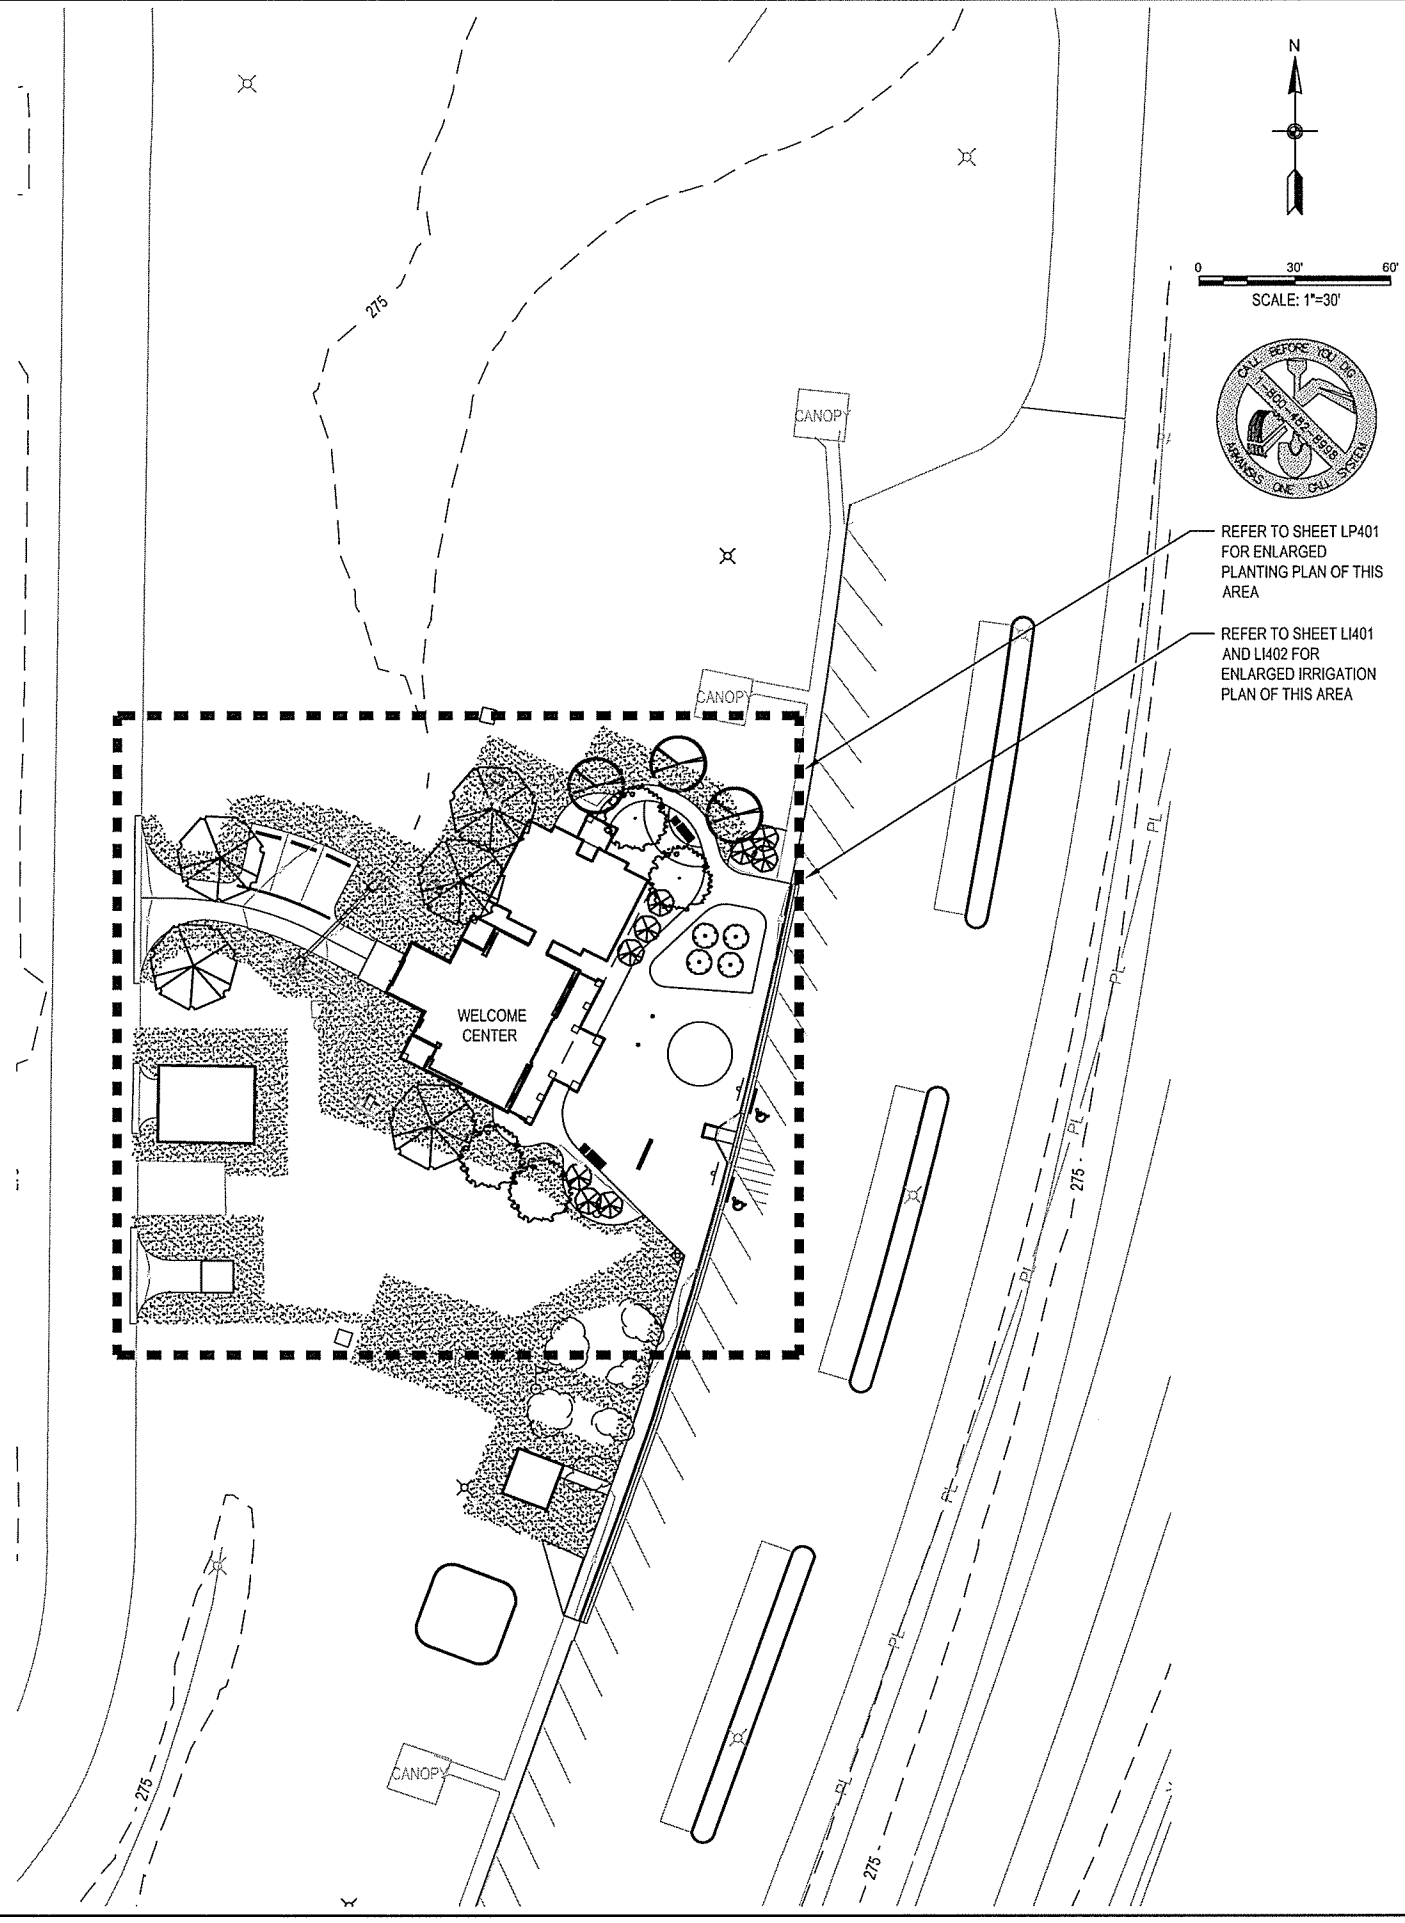 N
0 30' 60'
SCALE: 1"=30'
CALL BEFORE YOU DIG
1-800-482-8998
ARKANSAS ONE CALL SYSTEM
275
CANOPY
REFER TO SHEET LP401
FOR ENLARGED
PLANTING PLAN OF THIS
AREA
REFER TO SHEET LI401
AND LI402 FOR
ENLARGED IRRIGATION
PLAN OF THIS AREA
CANOPY
PL
PL
PL
WELCOME
CENTER
PL
275
PL
PL
PL
CANOPY
275
PL
275